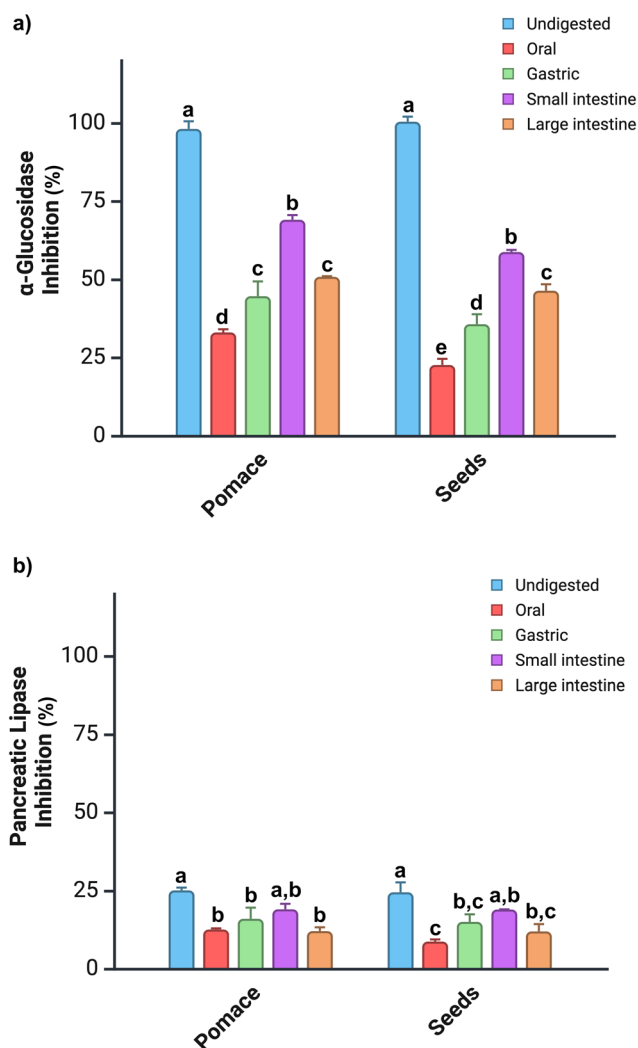 a)
Undigested
Oral
Gastric
Small intestine
Large intestine
α-Glucosidase
Inhibition (%)
100
75
50
25
0
a
d
c
b
c
a
e
d
b
c
Pomace
Seeds
b)
Undigested
Oral
Gastric
Small intestine
Large intestine
Pancreatic Lipase
Inhibition (%)
100
75
50
25
0
a
b
b
a,b
b
a
c
b,c
a,b
b,c
Pomace
Seeds